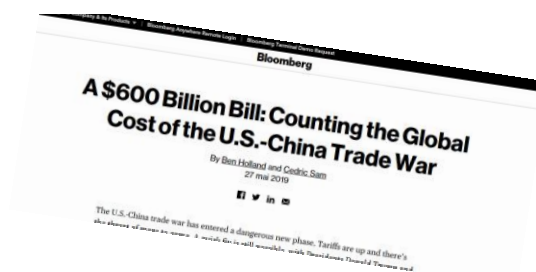 & Its Products
Bloomberg Anywhere Remote Login
Bloomberg Terminal Demo Request
Bloomberg
A $600 Billion Bill: Counting the Global
Cost of the U.S.-China Trade War
By Ben Holland and Cedric Sam
27 mai 2019
The U.S.-China trade war has entered a dangerous new phase. Tariffs are up and there's